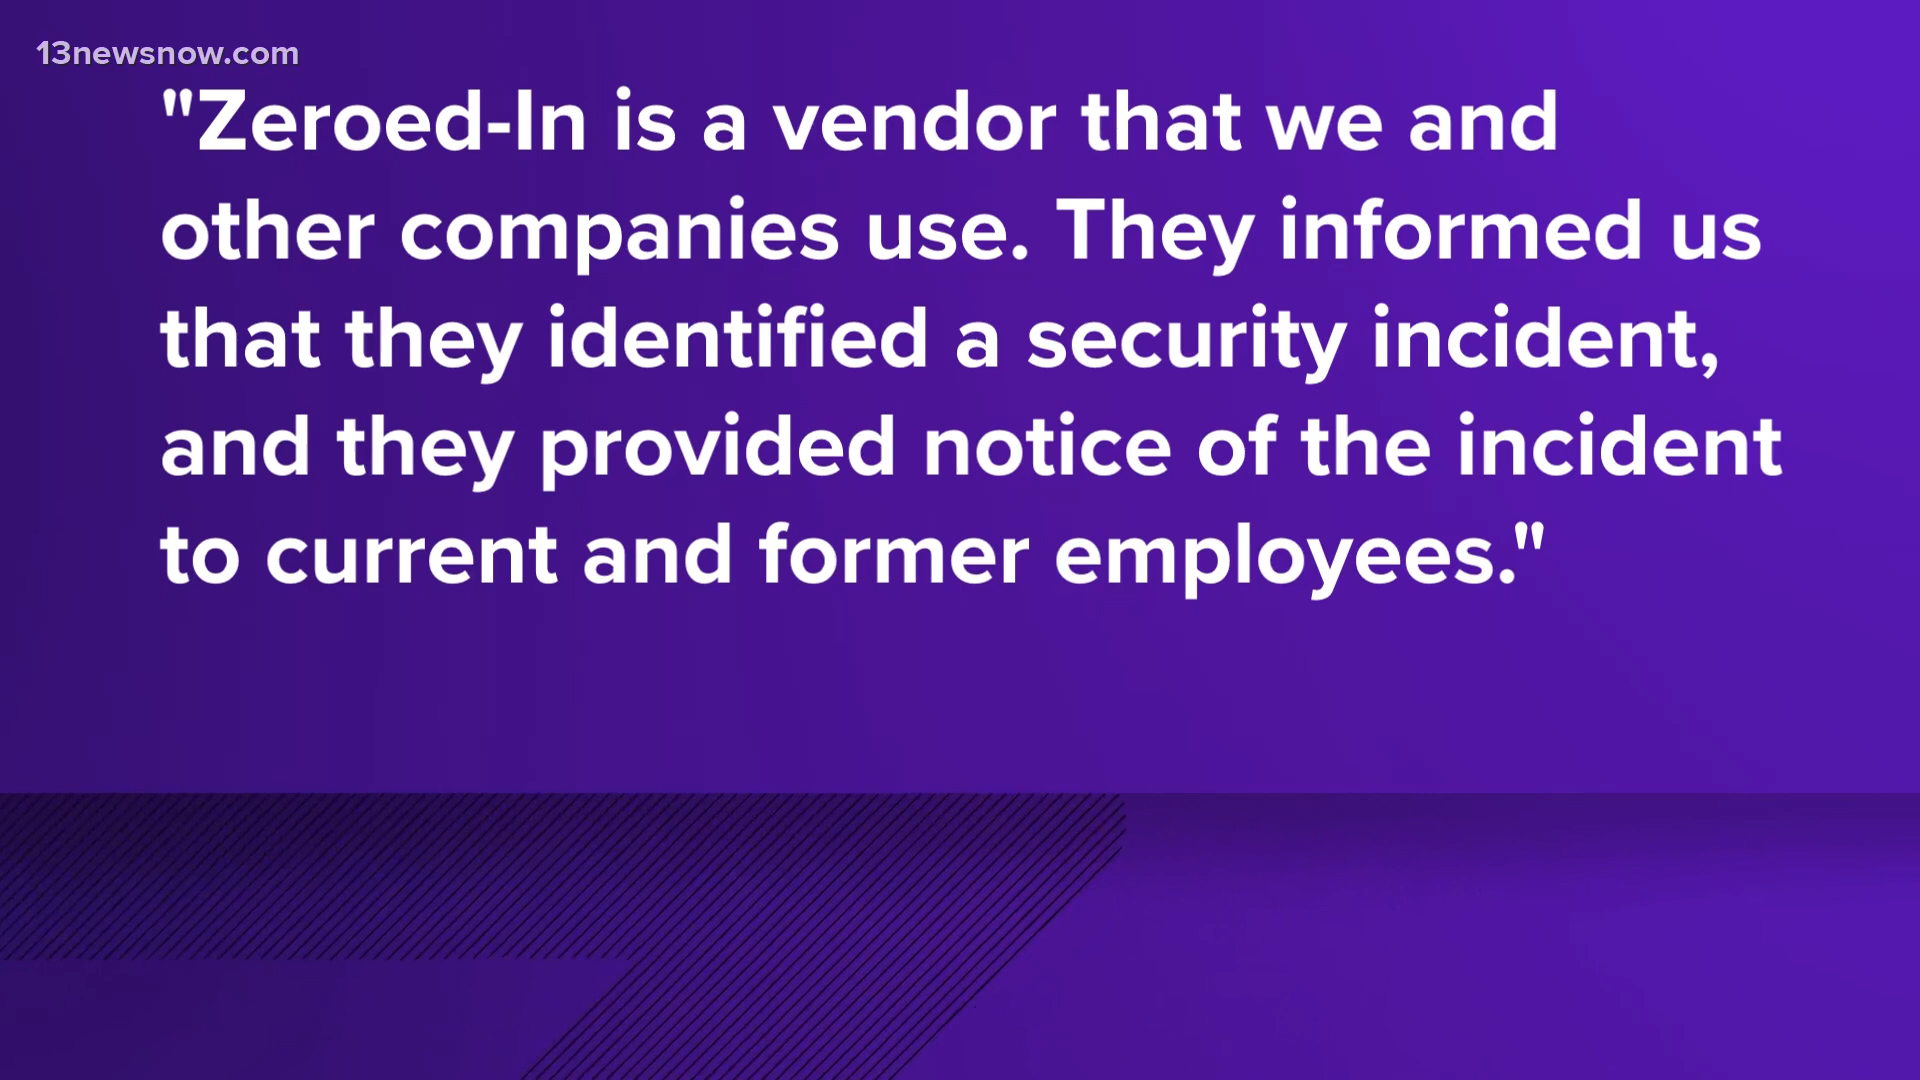 13newsnow.com
"Zeroed-In is a vendor that we and
other companies use. They informed us
that they identified a security incident,
and they provided notice of the incident
to current and former employees."